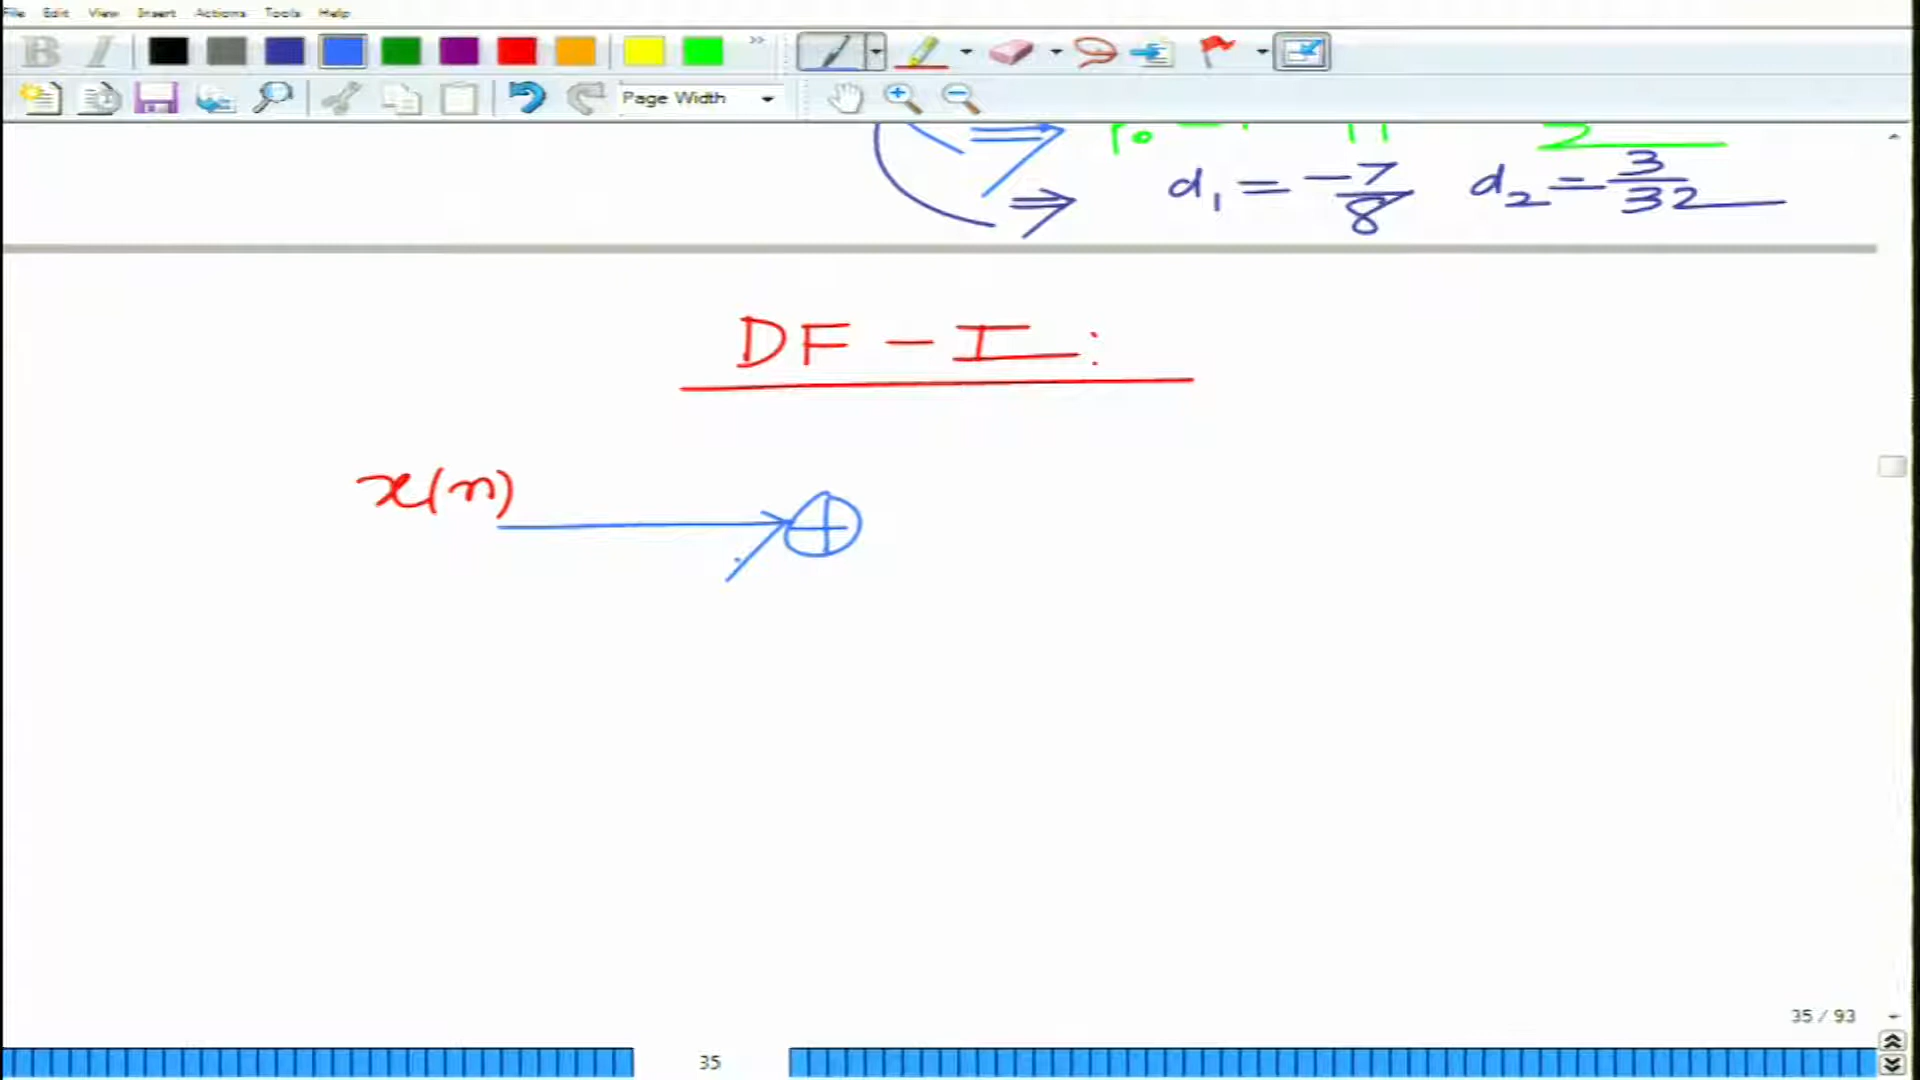 File Edit View Insert Actions Tools Help
B I
Page Width
d₁ = -7/8 d₂ = 3/32
DF - I :
x(n)
35 / 93
35